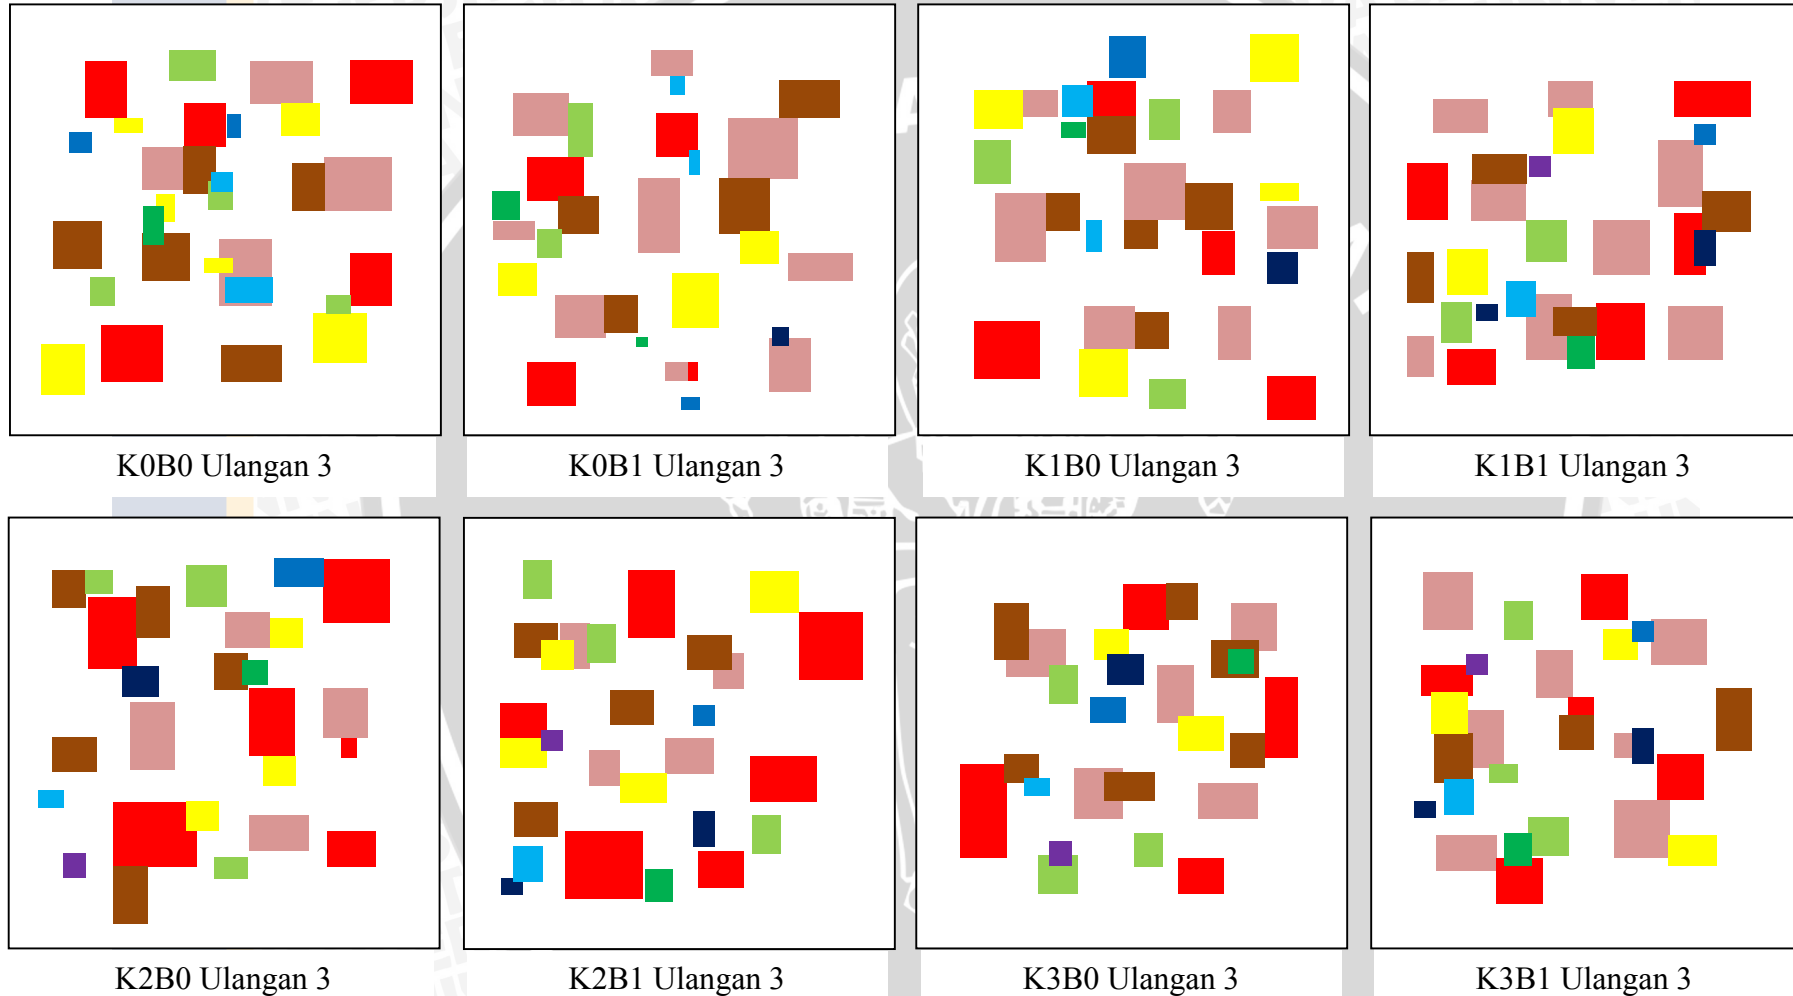 K0B0 Ulangan 3
K0B1 Ulangan 3
K1B0 Ulangan 3
K1B1 Ulangan 3
K2B0 Ulangan 3
K2B1 Ulangan 3
K3B0 Ulangan 3
K3B1 Ulangan 3